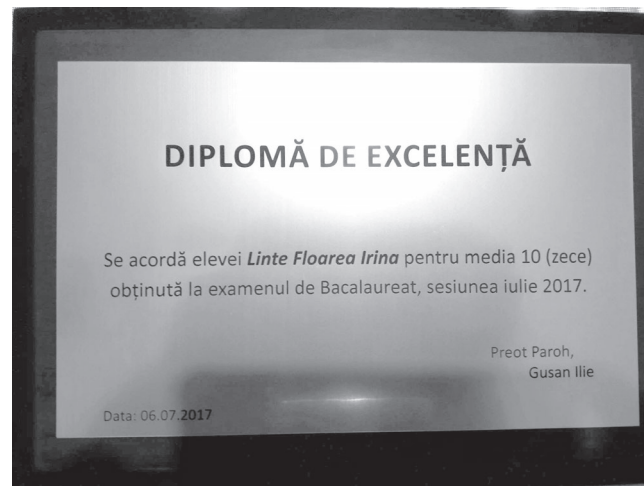 DIPLOMĂ DE EXCELENȚĂ
Se acordă elevei Linte Floarea Irina pentru media 10 (zece)
obținută la examenul de Bacalaureat, sesiunea iulie 2017.
Preot Paroh,
Gusan Ilie
Data: 06.07.2017